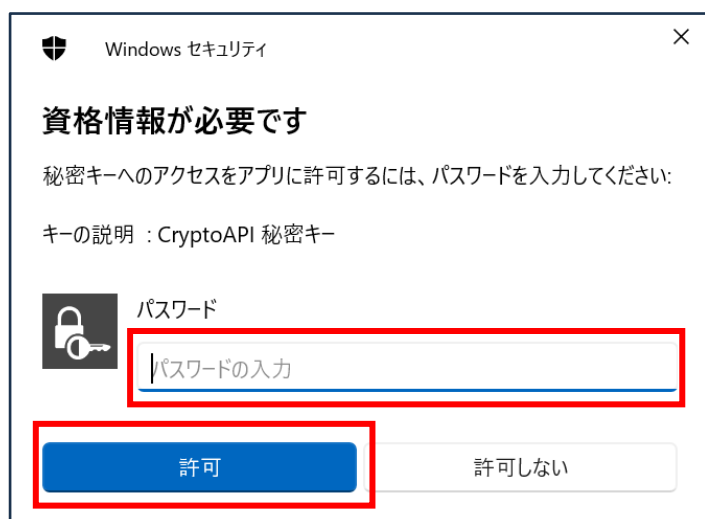 Windows セキュリティ
資格情報が必要です
秘密キーへのアクセスをアプリに許可するには、パスワードを入力してください:
キーの説明 : CryptoAPI 秘密キー
パスワード
パスワードの入力
許可
許可しない